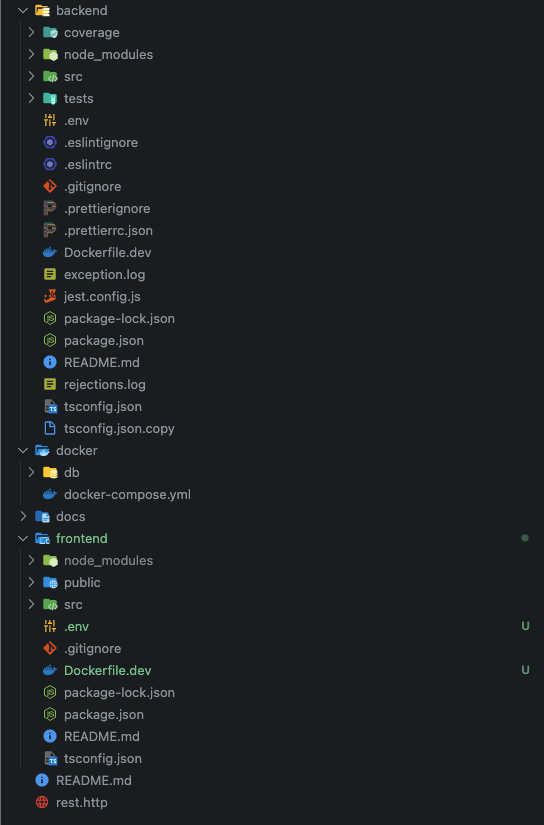 backend
coverage
node_modules
src
tests
.env
.eslintignore
.eslintrc
.gitignore
.prettierignore
.prettierrc.json
Dockerfile.dev
exception.log
jest.config.js
package-lock.json
package.json
README.md
rejections.log
tsconfig.json
tsconfig.json.copy
docker
db
docker-compose.yml
docs
frontend
node_modules
public
src
.env U
.gitignore
Dockerfile.dev U
package-lock.json
package.json
README.md
tsconfig.json
README.md
rest.http